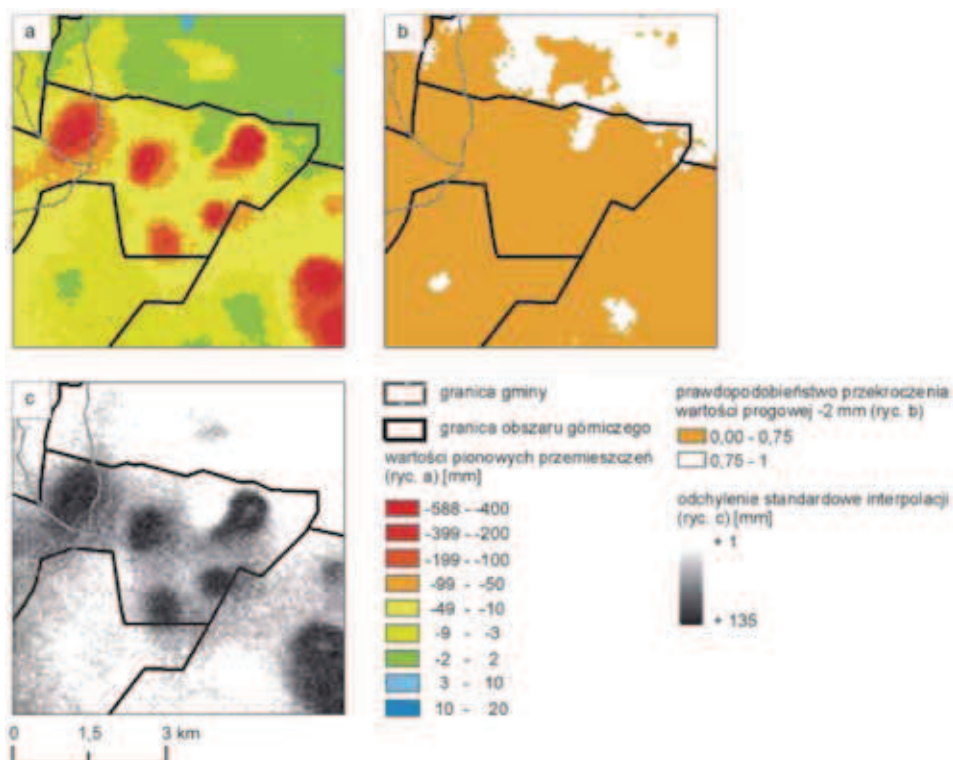 a
b
c
granica gminy
granica obszaru górniczego
wartości pionowych przemieszczeń
(ryc. a) [mm]
-588 - -400
-399 - -200
-199 - -100
-99 - -50
-49 - -10
-9 - -3
-2 - 2
3 - 10
10 - 20
prawdopodobieństwo przekroczenia
wartości progowej -2 mm (ryc. b)
0,00 - 0,75
0,75 - 1
odchylenie standardowe interpolacji
(ryc. c) [mm]
+ 1
+ 135
0 1,5 3 km